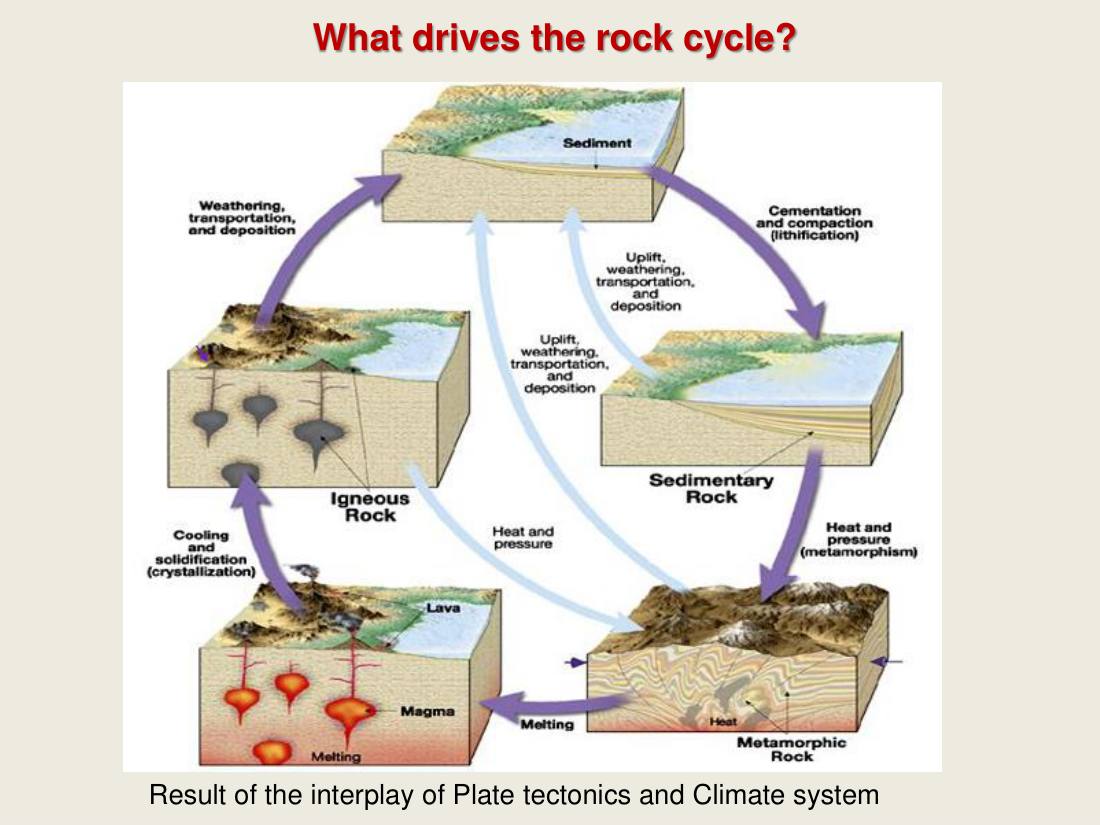 What drives the rock cycle?
Sediment
Weathering,
transportation,
and deposition
Cementation
and compaction
(lithification)
Uplift,
weathering,
transportation,
and
deposition
Uplift,
weathering,
transportation,
and
deposition
Igneous
Rock
Sedimentary
Rock
Cooling
and
solidification
(crystallization)
Heat and
pressure
Heat and
pressure
(metamorphism)
Lava
Magma
Melting
Melting
Heat
Metamorphic
Rock
Result of the interplay of Plate tectonics and Climate system